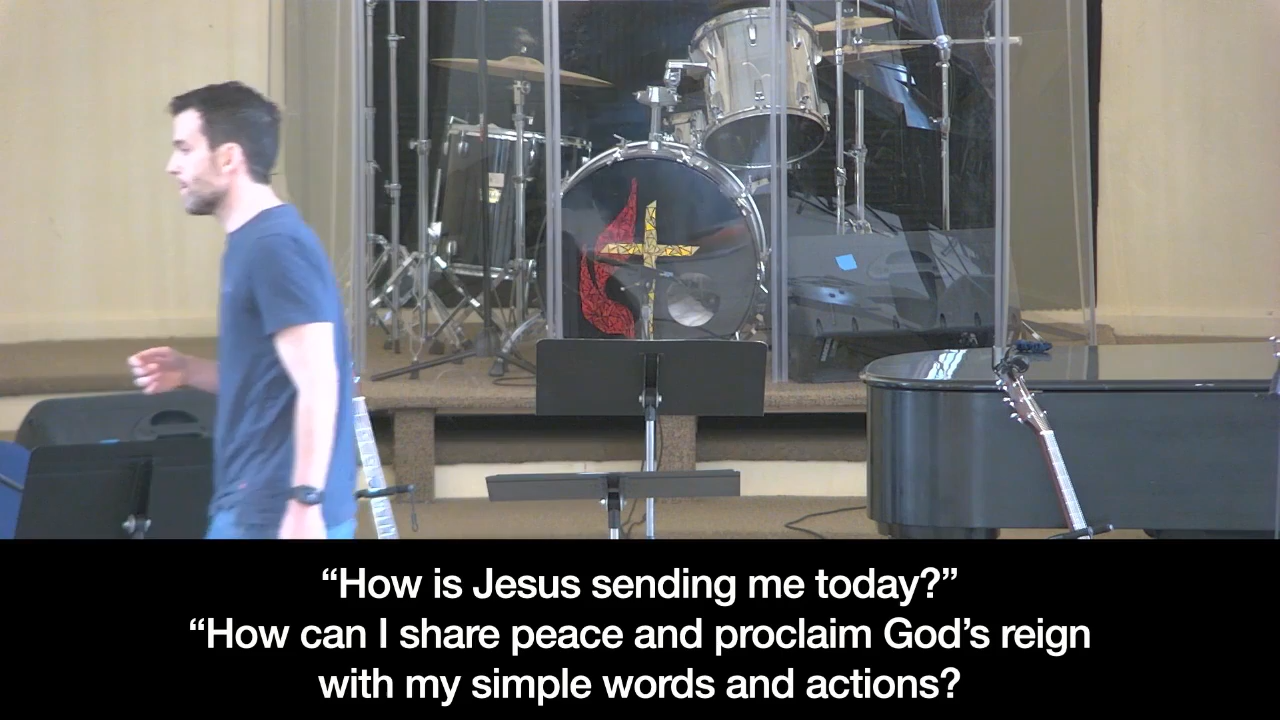 “How is Jesus sending me today?”
“How can I share peace and proclaim God’s reign
with my simple words and actions?